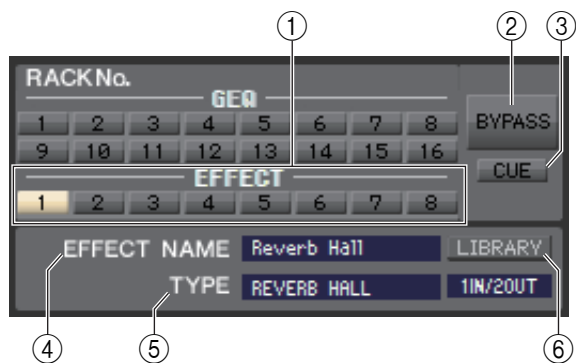 ① ② ③
RACK No.
GEQ
1 2 3 4 5 6 7 8 BYPASS
9 10 11 12 13 14 15 16
CUE
EFFECT
1 2 3 4 5 6 7 8
EFFECT NAME Reverb Hall LIBRARY
TYPE REVERB HALL 1IN/2OUT
④ ⑤ ⑥